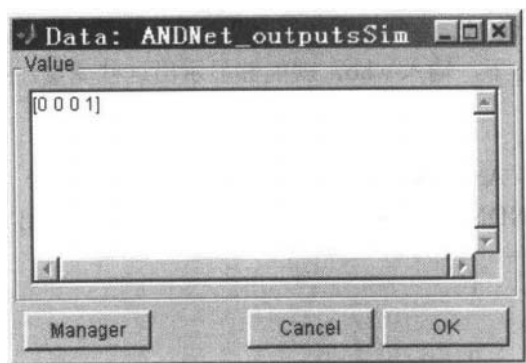 Data: ANDNet_outputsSim
Value
[0 0 0 1]
Manager
Cancel
OK